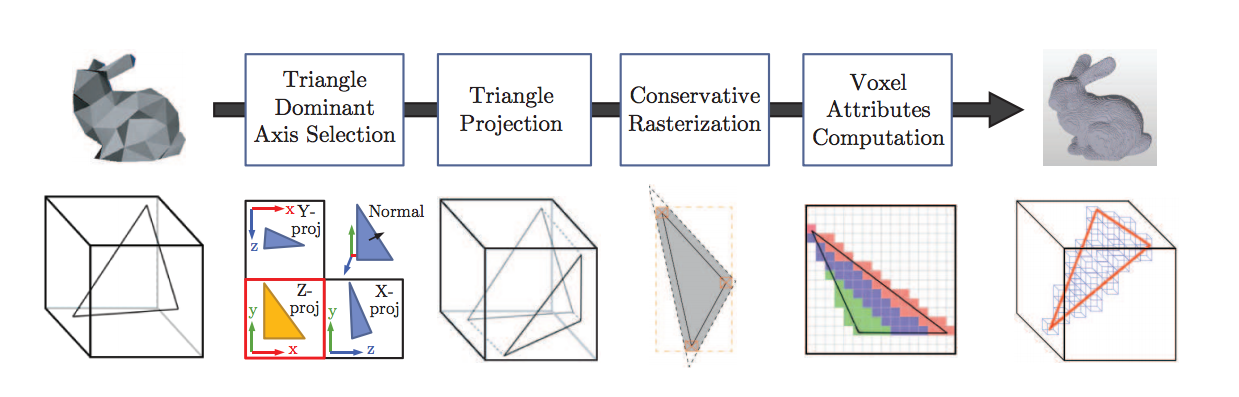 Triangle
Dominant
Axis Selection
Triangle
Projection
Conservative
Rasterization
Voxel
Attributes
Computation
x
Y-
proj
z
Normal
Z-
proj
y
x
X-
proj
y
z